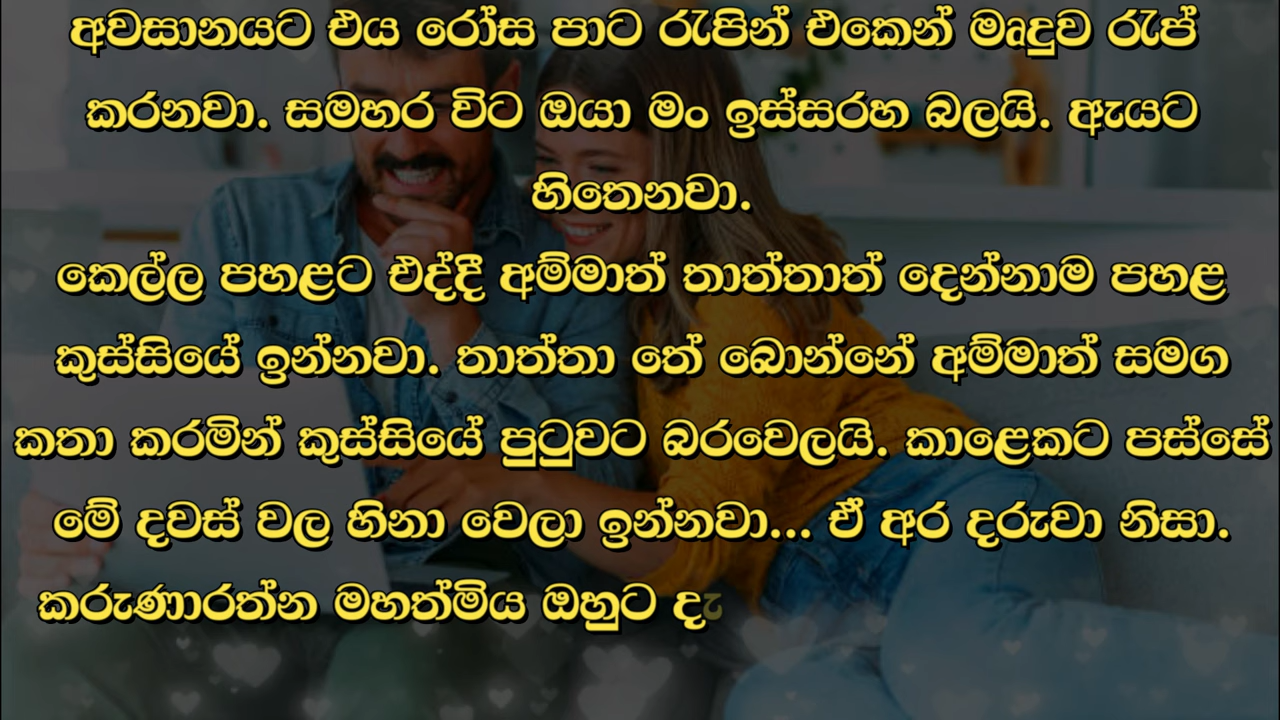 අවසානයට එය රෝස පාට රැපින් එකෙන් මෘදුව රැප්
කරනවා. සමහර විට ඔයා මං ඉස්සරහ බලයි. ඇයට
හිතෙනවා.
කෙල්ල පහළට එද්දී අම්මාත් තාත්තාත් දෙන්නාම පහළ
කුස්සියේ ඉන්නවා. තාත්තා තේ බොන්නේ අම්මාත් සමග
කතා කරමින් කුස්සියේ පුටුවට බරවෙලයි. කාළෙකට පස්සේ
මේ දවස් වල හිනා වෙලා ඉන්නවා... ඒ අර දරුවා නිසා.
කරුණාරත්න මහත්මිය ඔහුට දැ